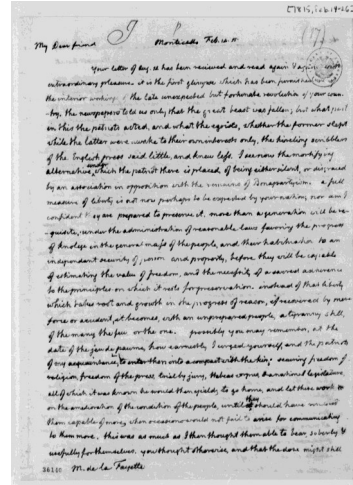 [1815, Feb 14-26]
(17)
My Dear friend Monticello Feb. 14. 15.
Your letter of Aug. 14. has been recieved and read again & again with
extraordinary pleasure. it is the first glimpse which has been furnished me of
the interior workings of the late unexpected but fortunate revolution of your coun-
try. the newspapers told us only that the great beast was fallen; but what part
in this the patriots acted, and what the egoists, whether the former slept
while the latter were awake to their own interests only, the hireling scribblers
of the English press said little, and knew less. I see now the mortifying
alternative under which the patriot there is placed, of being either silent, or disgraced
by an association in opposition with the remains of Bonapartyism. a full
measure of liberty is not now perhaps to be expected by your nation; nor am I
confident they are prepared to preserve it. more than a generation will be re-
quisite, under the administration of reasonable laws favoring the progress
of knolege in the general mass of the people, and their habituation to an
independant security of person and property, before they will be capable
of estimating the value of freedom, and the necessity of a sacred adherence
to the principles on which it rests for preservation. instead of that liberty
which takes root and growth in the progress of reason, if recovered by mere
force or accident, it becomes, with an unprepared people, a tyranny still,
of the many, the few, or the one. possibly you may remember, at the
date of the jeu de paume, how earnestly I urged yourself and the patriots
of my acquaintance, to enter then into a compact with the king, securing freedom of
religion, freedom of the press, trial by jury, Habeas corpus, & a national legislature,
all of which it was known he would then yield; to go home, and let these work
on the amelioration of the condition of the people, until they should have rendered
them capable of more, when occasions would not fail to arise for communicating
to them more. this was as much as I then thought them able to bear, soberly &
usefully for themselves. you thought otherwise, and that the dose might still
36140 M. de la Fayette